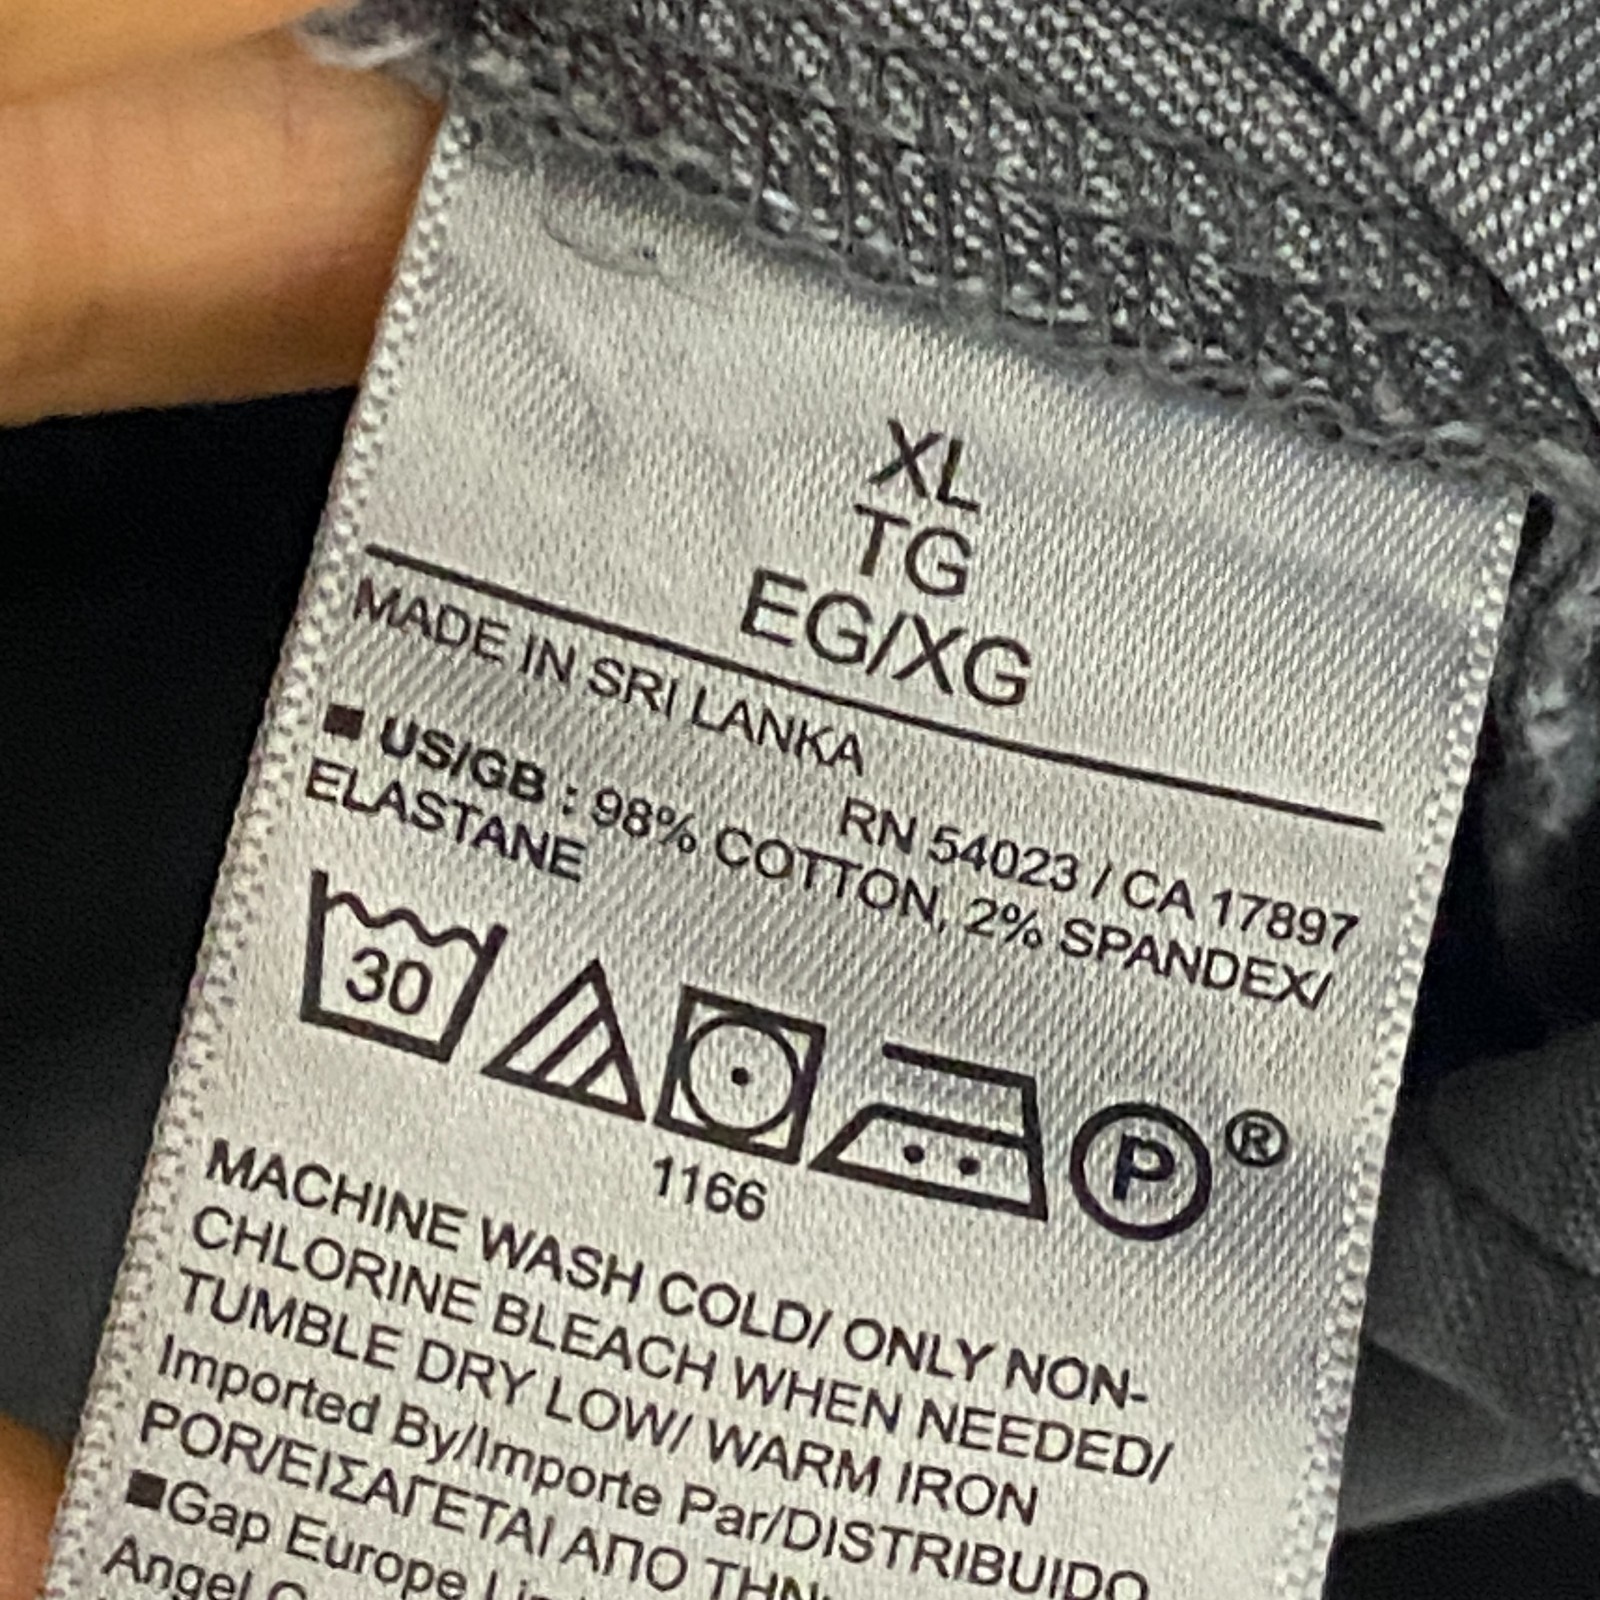 XL
TG
EG/XG
MADE IN SRI LANKA
RN 54023 / CA 17897
■ US/GB : 98% COTTON, 2% SPANDEX/
ELASTANE
30
P ®
1166
MACHINE WASH COLD/ ONLY NON-
CHLORINE BLEACH WHEN NEEDED/
TUMBLE DRY LOW/ WARM IRON
Imported By/Importe Par/DISTRIBUIDO
POR/ΕΙΣΑΓΕΤΑΙ ΑΠΟ ΤΗΝ
■Gap Europe
Angel